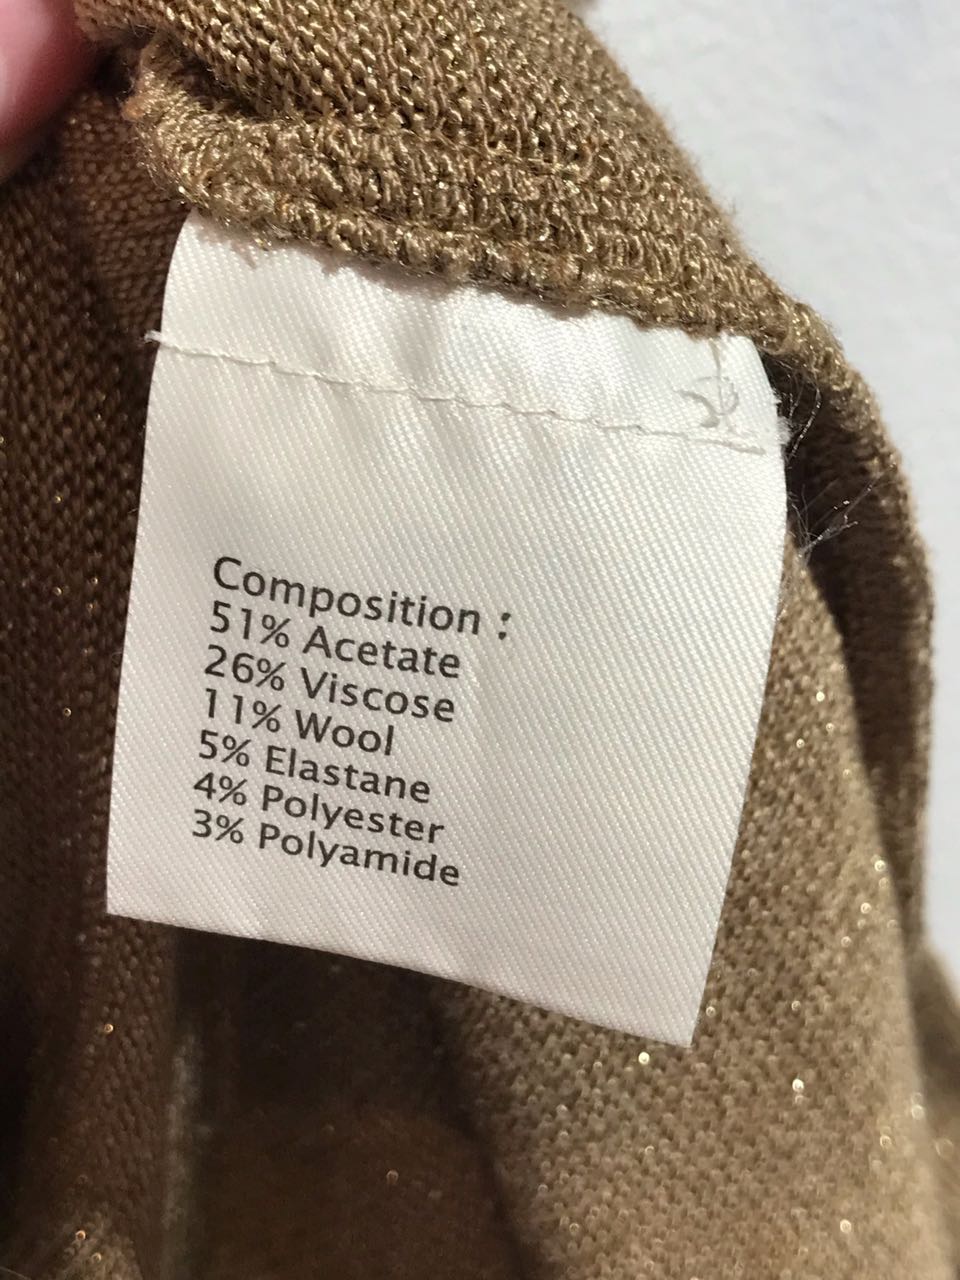 Composition :
51% Acetate
26% Viscose
11% Wool
5% Elastane
4% Polyester
3% Polyamide